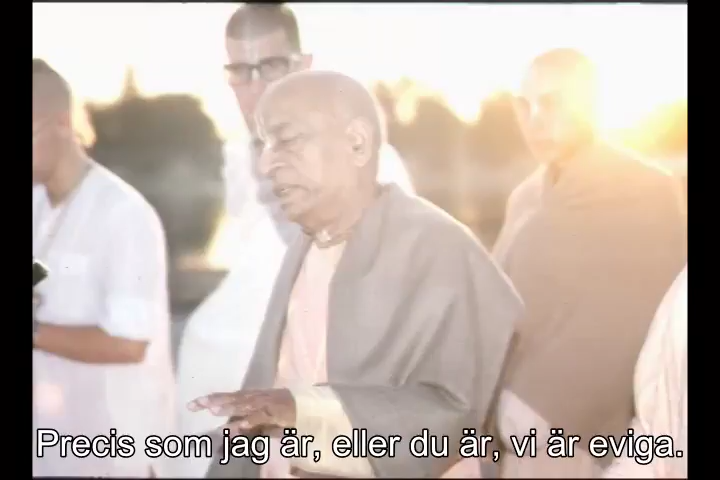 Precis som jag är, eller du är, vi är eviga.